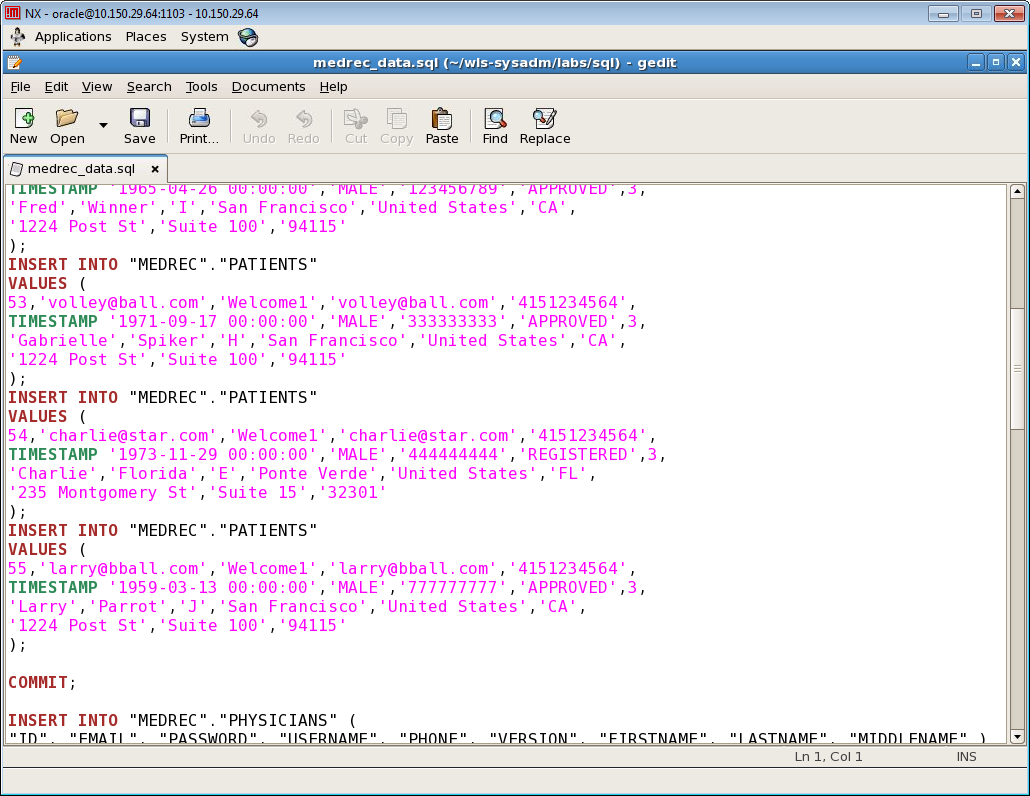 NX - oracle@10.150.29.64:1103 - 10.150.29.64
Applications Places System
medrec_data.sql (~/wls-sysadm/labs/sql) - gedit
File Edit View Search Tools Documents Help
New Open Save Print... Undo Redo Cut Copy Paste Find Replace
medrec_data.sql
TIMESTAMP '1965-04-26 00:00:00','MALE','123456789','APPROVED',3,
'Fred','Winner','I','San Francisco','United States','CA',
'1224 Post St','Suite 100','94115'
);
INSERT INTO "MEDREC"."PATIENTS"
VALUES (
53,'volley@ball.com','Welcome1','volley@ball.com','4151234564',
TIMESTAMP '1971-09-17 00:00:00','MALE','333333333','APPROVED',3,
'Gabrielle','Spiker','H','San Francisco','United States','CA',
'1224 Post St','Suite 100','94115'
);
INSERT INTO "MEDREC"."PATIENTS"
VALUES (
54,'charlie@star.com','Welcome1','charlie@star.com','4151234564',
TIMESTAMP '1973-11-29 00:00:00','MALE','444444444','REGISTERED',3,
'Charlie','Florida','E','Ponte Verde','United States','FL',
'235 Montgomery St','Suite 15','32301'
);
INSERT INTO "MEDREC"."PATIENTS"
VALUES (
55,'larry@bball.com','Welcome1','larry@bball.com','4151234564',
TIMESTAMP '1959-03-13 00:00:00','MALE','777777777','APPROVED',3,
'Larry','Parrot','J','San Francisco','United States','CA',
'1224 Post St','Suite 100','94115'
);
COMMIT;
INSERT INTO "MEDREC"."PHYSICIANS" (
"ID", "EMAIL", "PASSWORD", "USERNAME", "PHONE", "VERSION", "FIRSTNAME", "LASTNAME", "MIDDLENAME" )
Ln 1, Col 1 INS